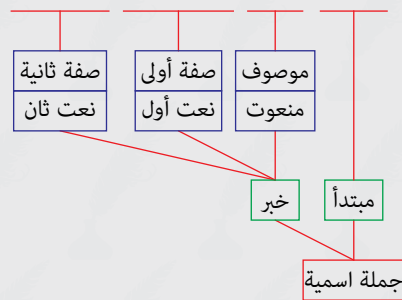 موصوف صفة أولى صفة ثانية
منعوت نعت أول نعت ثان
مبتدأ خبر
جملة اسمية